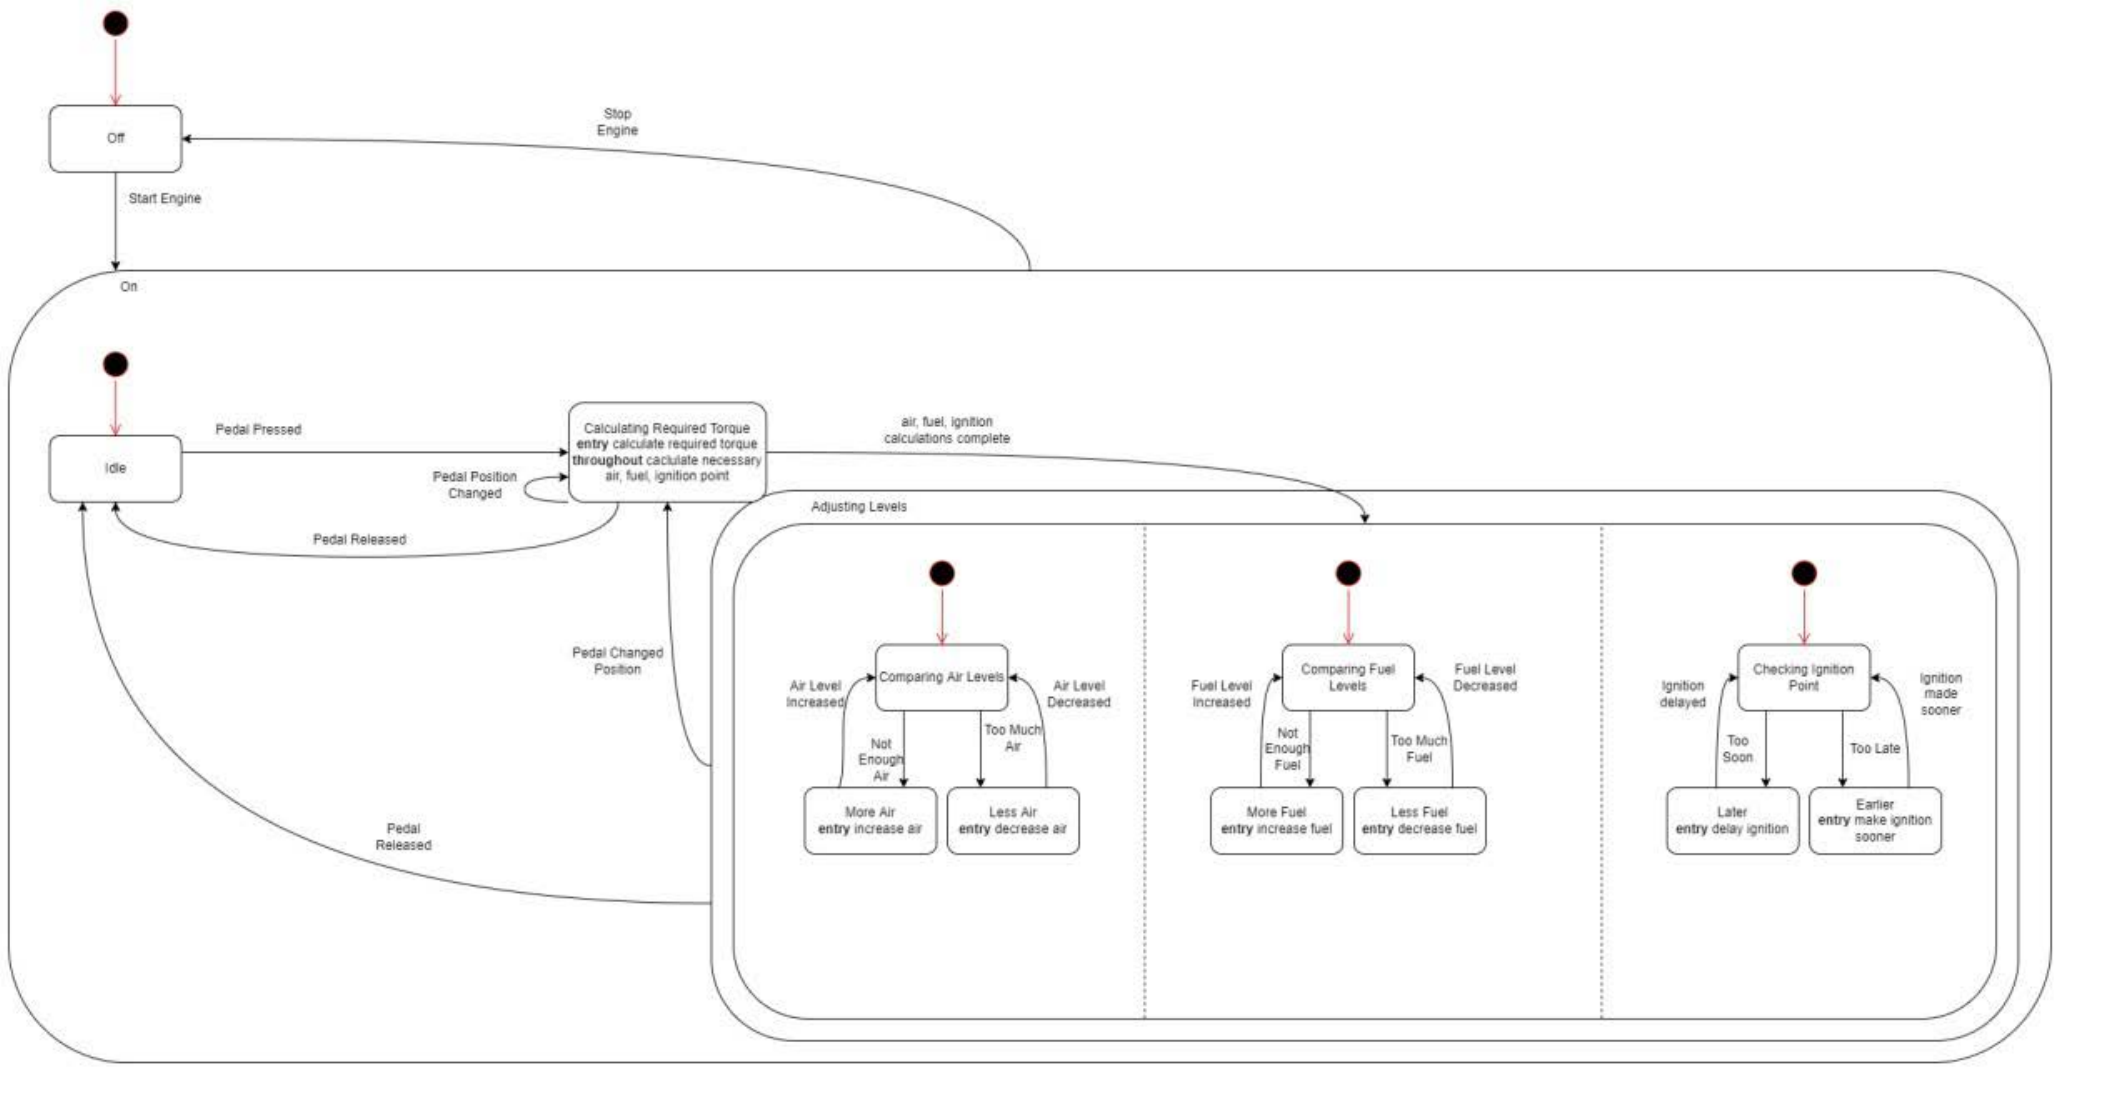 Stop
Engine
Off
Start Engine
On
Pedal Pressed
Idle
Calculating Required Torque
entry calculate required torque
throughout caclulate necessary
air, fuel, ignition point
Pedal Position
Changed
air, fuel, ignition
calculations complete
Pedal Released
Adjusting Levels
Pedal Changed
Position
Pedal
Released
Comparing Air Levels
Air Level
Increased
Air Level
Decreased
Not
Enough
Air
Too Much
Air
More Air
entry increase air
Less Air
entry decrease air
Comparing Fuel
Levels
Fuel Level
Increased
Fuel Level
Decreased
Not
Enough
Fuel
Too Much
Fuel
More Fuel
entry increase fuel
Less Fuel
entry decrease fuel
Checking Ignition
Point
Ignition
delayed
Ignition
made
sooner
Too
Soon
Too Late
Later
entry delay ignition
Earlier
entry make ignition
sooner